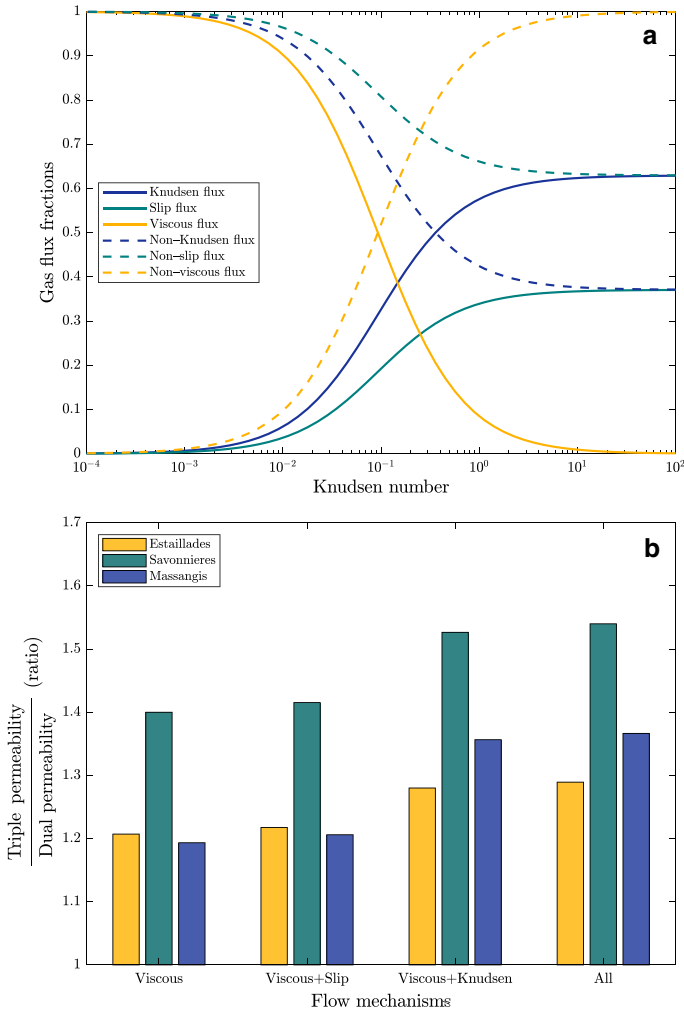 a
1
0.9
0.8
0.7
0.6
0.5
0.4
0.3
0.2
0.1
0
Gas flux fractions
Knudsen flux
Slip flux
Viscous flux
Non–Knudsen flux
Non–slip flux
Non–viscous flux
10⁻⁴ 10⁻³ 10⁻² 10⁻¹ 10⁰ 10¹ 10²
Knudsen number
b
1.7
1.6
1.5
1.4
1.3
1.2
1.1
1
Triple permeability
Dual permeability
(ratio)
Estaillades
Savonnieres
Massangis
Viscous Viscous+Slip Viscous+Knudsen All
Flow mechanisms